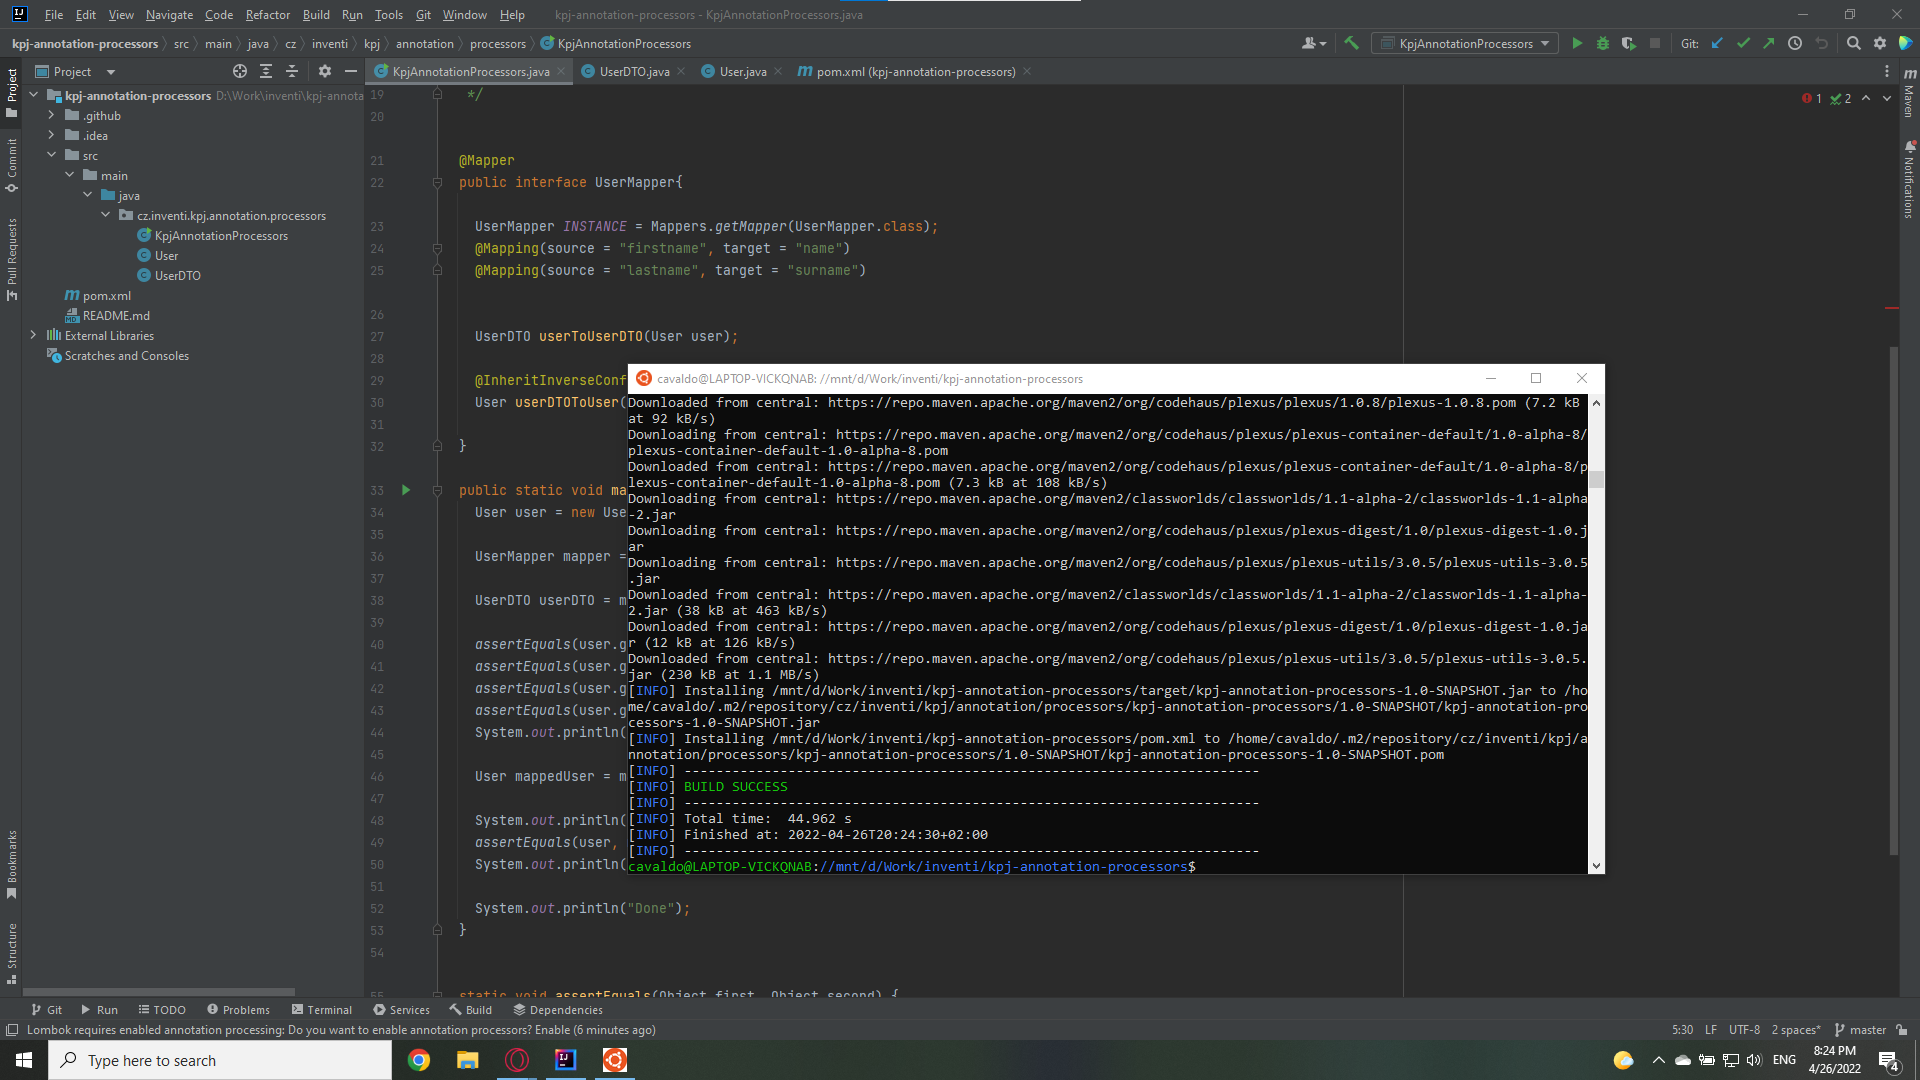 File Edit View Navigate Code Refactor Build Run Tools Git Window Help kpj-annotation-processors - KpjAnnotationProcessors.java
kpj-annotation-processors src main java cz inventi kpj annotation processors KpjAnnotationProcessors KpjAnnotationProcessors Git:
Project KpjAnnotationProcessors.java UserDTO.java User.java pom.xml (kpj-annotation-processors)
Project
Commit
Pull Requests
Bookmarks
Structure
Maven
Notifications
kpj-annotation-processors D:\Work\inventi\kpj-annota
.github
.idea
src
main
java
cz.inventi.kpj.annotation.processors
KpjAnnotationProcessors
User
UserDTO
pom.xml
README.md
External Libraries
Scratches and Consoles
1 2
19 */
20
21 @Mapper
22 public interface UserMapper{
23 UserMapper INSTANCE = Mappers.getMapper(UserMapper.class);
24 @Mapping(source = "firstname", target = "name")
25 @Mapping(source = "lastname", target = "surname")
26
27 UserDTO userToUserDTO(User user);
28
29 @InheritInverseConf
30 User userDTOToUser(
31
32 }
33 public static void ma
34 User user = new Use
35
36 UserMapper mapper =
37
38 UserDTO userDTO = m
39
40 assertEquals(user.g
41 assertEquals(user.g
42 assertEquals(user.g
43 assertEquals(user.g
44 System.out.println(
45
46 User mappedUser = m
47
48 System.out.println(
49 assertEquals(user,
50 System.out.println(
51
52 System.out.println("Done");
53 }
54
55 static void assertEquals(Object first, Object second) {
cavaldo@LAPTOP-VICKQNAB: //mnt/d/Work/inventi/kpj-annotation-processors
Downloaded from central: https://repo.maven.apache.org/maven2/org/codehaus/plexus/plexus/1.0.8/plexus-1.0.8.pom (7.2 kB
at 92 kB/s)
Downloading from central: https://repo.maven.apache.org/maven2/org/codehaus/plexus/plexus-container-default/1.0-alpha-8/
plexus-container-default-1.0-alpha-8.pom
Downloaded from central: https://repo.maven.apache.org/maven2/org/codehaus/plexus/plexus-container-default/1.0-alpha-8/p
lexus-container-default-1.0-alpha-8.pom (7.3 kB at 108 kB/s)
Downloading from central: https://repo.maven.apache.org/maven2/classworlds/classworlds/1.1-alpha-2/classworlds-1.1-alpha
-2.jar
Downloading from central: https://repo.maven.apache.org/maven2/org/codehaus/plexus/plexus-digest/1.0/plexus-digest-1.0.j
ar
Downloading from central: https://repo.maven.apache.org/maven2/org/codehaus/plexus/plexus-utils/3.0.5/plexus-utils-3.0.5
.jar
Downloaded from central: https://repo.maven.apache.org/maven2/classworlds/classworlds/1.1-alpha-2/classworlds-1.1-alpha-
2.jar (38 kB at 463 kB/s)
Downloaded from central: https://repo.maven.apache.org/maven2/org/codehaus/plexus/plexus-digest/1.0/plexus-digest-1.0.ja
r (12 kB at 126 kB/s)
Downloaded from central: https://repo.maven.apache.org/maven2/org/codehaus/plexus/plexus-utils/3.0.5/plexus-utils-3.0.5.
jar (230 kB at 1.1 MB/s)
[INFO] Installing /mnt/d/Work/inventi/kpj-annotation-processors/target/kpj-annotation-processors-1.0-SNAPSHOT.jar to /ho
me/cavaldo/.m2/repository/cz/inventi/kpj/annotation/processors/kpj-annotation-processors/1.0-SNAPSHOT/kpj-annotation-pro
cessors-1.0-SNAPSHOT.jar
[INFO] Installing /mnt/d/Work/inventi/kpj-annotation-processors/pom.xml to /home/cavaldo/.m2/repository/cz/inventi/kpj/a
nnotation/processors/kpj-annotation-processors/1.0-SNAPSHOT/kpj-annotation-processors-1.0-SNAPSHOT.pom
[INFO] ------------------------------------------------------------------------
[INFO] BUILD SUCCESS
[INFO] ------------------------------------------------------------------------
[INFO] Total time:  44.962 s
[INFO] Finished at: 2022-04-26T20:24:30+02:00
[INFO] ------------------------------------------------------------------------
cavaldo@LAPTOP-VICKQNAB://mnt/d/Work/inventi/kpj-annotation-processors$
Git Run TODO Problems Terminal Services Build Dependencies
Lombok requires enabled annotation processing: Do you want to enable annotation processors? Enable (6 minutes ago) 5:30 LF UTF-8 2 spaces* master
Type here to search ENG 8:24 PM
4/26/2022 4